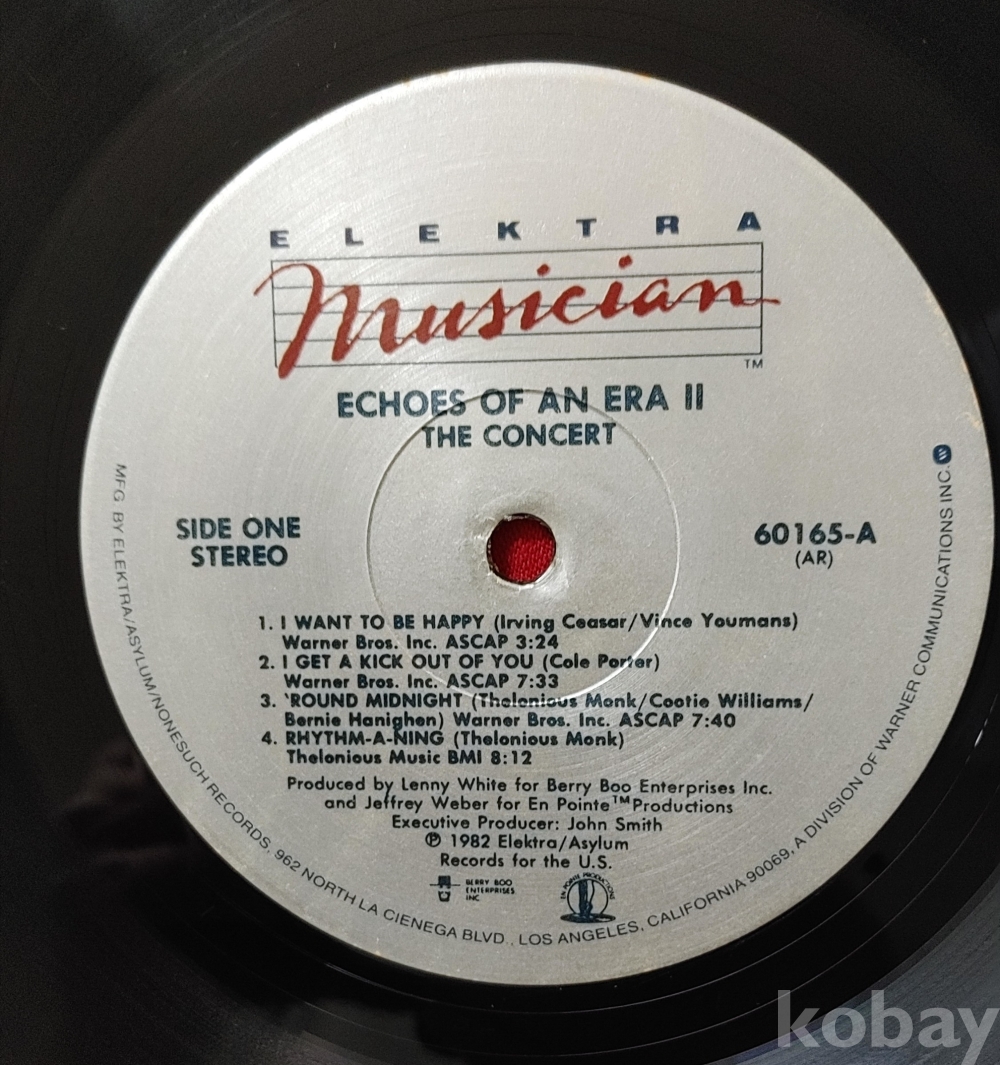 ELEKTRA
Musician™
ECHOES OF AN ERA II
THE CONCERT
SIDE ONE
STEREO
60165-A
(AR)
1. I WANT TO BE HAPPY (Irving Ceasar/Vince Youmans)
Warner Bros. Inc. ASCAP 3:24
2. I GET A KICK OUT OF YOU (Cole Porter)
Warner Bros. Inc. ASCAP 7:33
3. ‘ROUND MIDNIGHT (Thelonious Monk/Cootie Williams/
Bernie Hanighen) Warner Bros. Inc. ASCAP 7:40
4. RHYTHM-A-NING (Thelonious Monk)
Thelonious Music BMI 8:12
Produced by Lenny White for Berry Boo Enterprises Inc.
and Jeffrey Weber for En Pointe™Productions
Executive Producer: John Smith
℗ 1982 Elektra/Asylum
Records for the U.S.
BERRY BOO
ENTERPRISES
INC
EN POINTE PRODUCTIONS
MFG. BY ELEKTRA/ASYLUM/NONESUCH RECORDS, 962 NORTH LA CIENEGA BLVD., LOS ANGELES, CALIFORNIA 90069, A DIVISION OF WARNER COMMUNICATIONS INC.
kobay